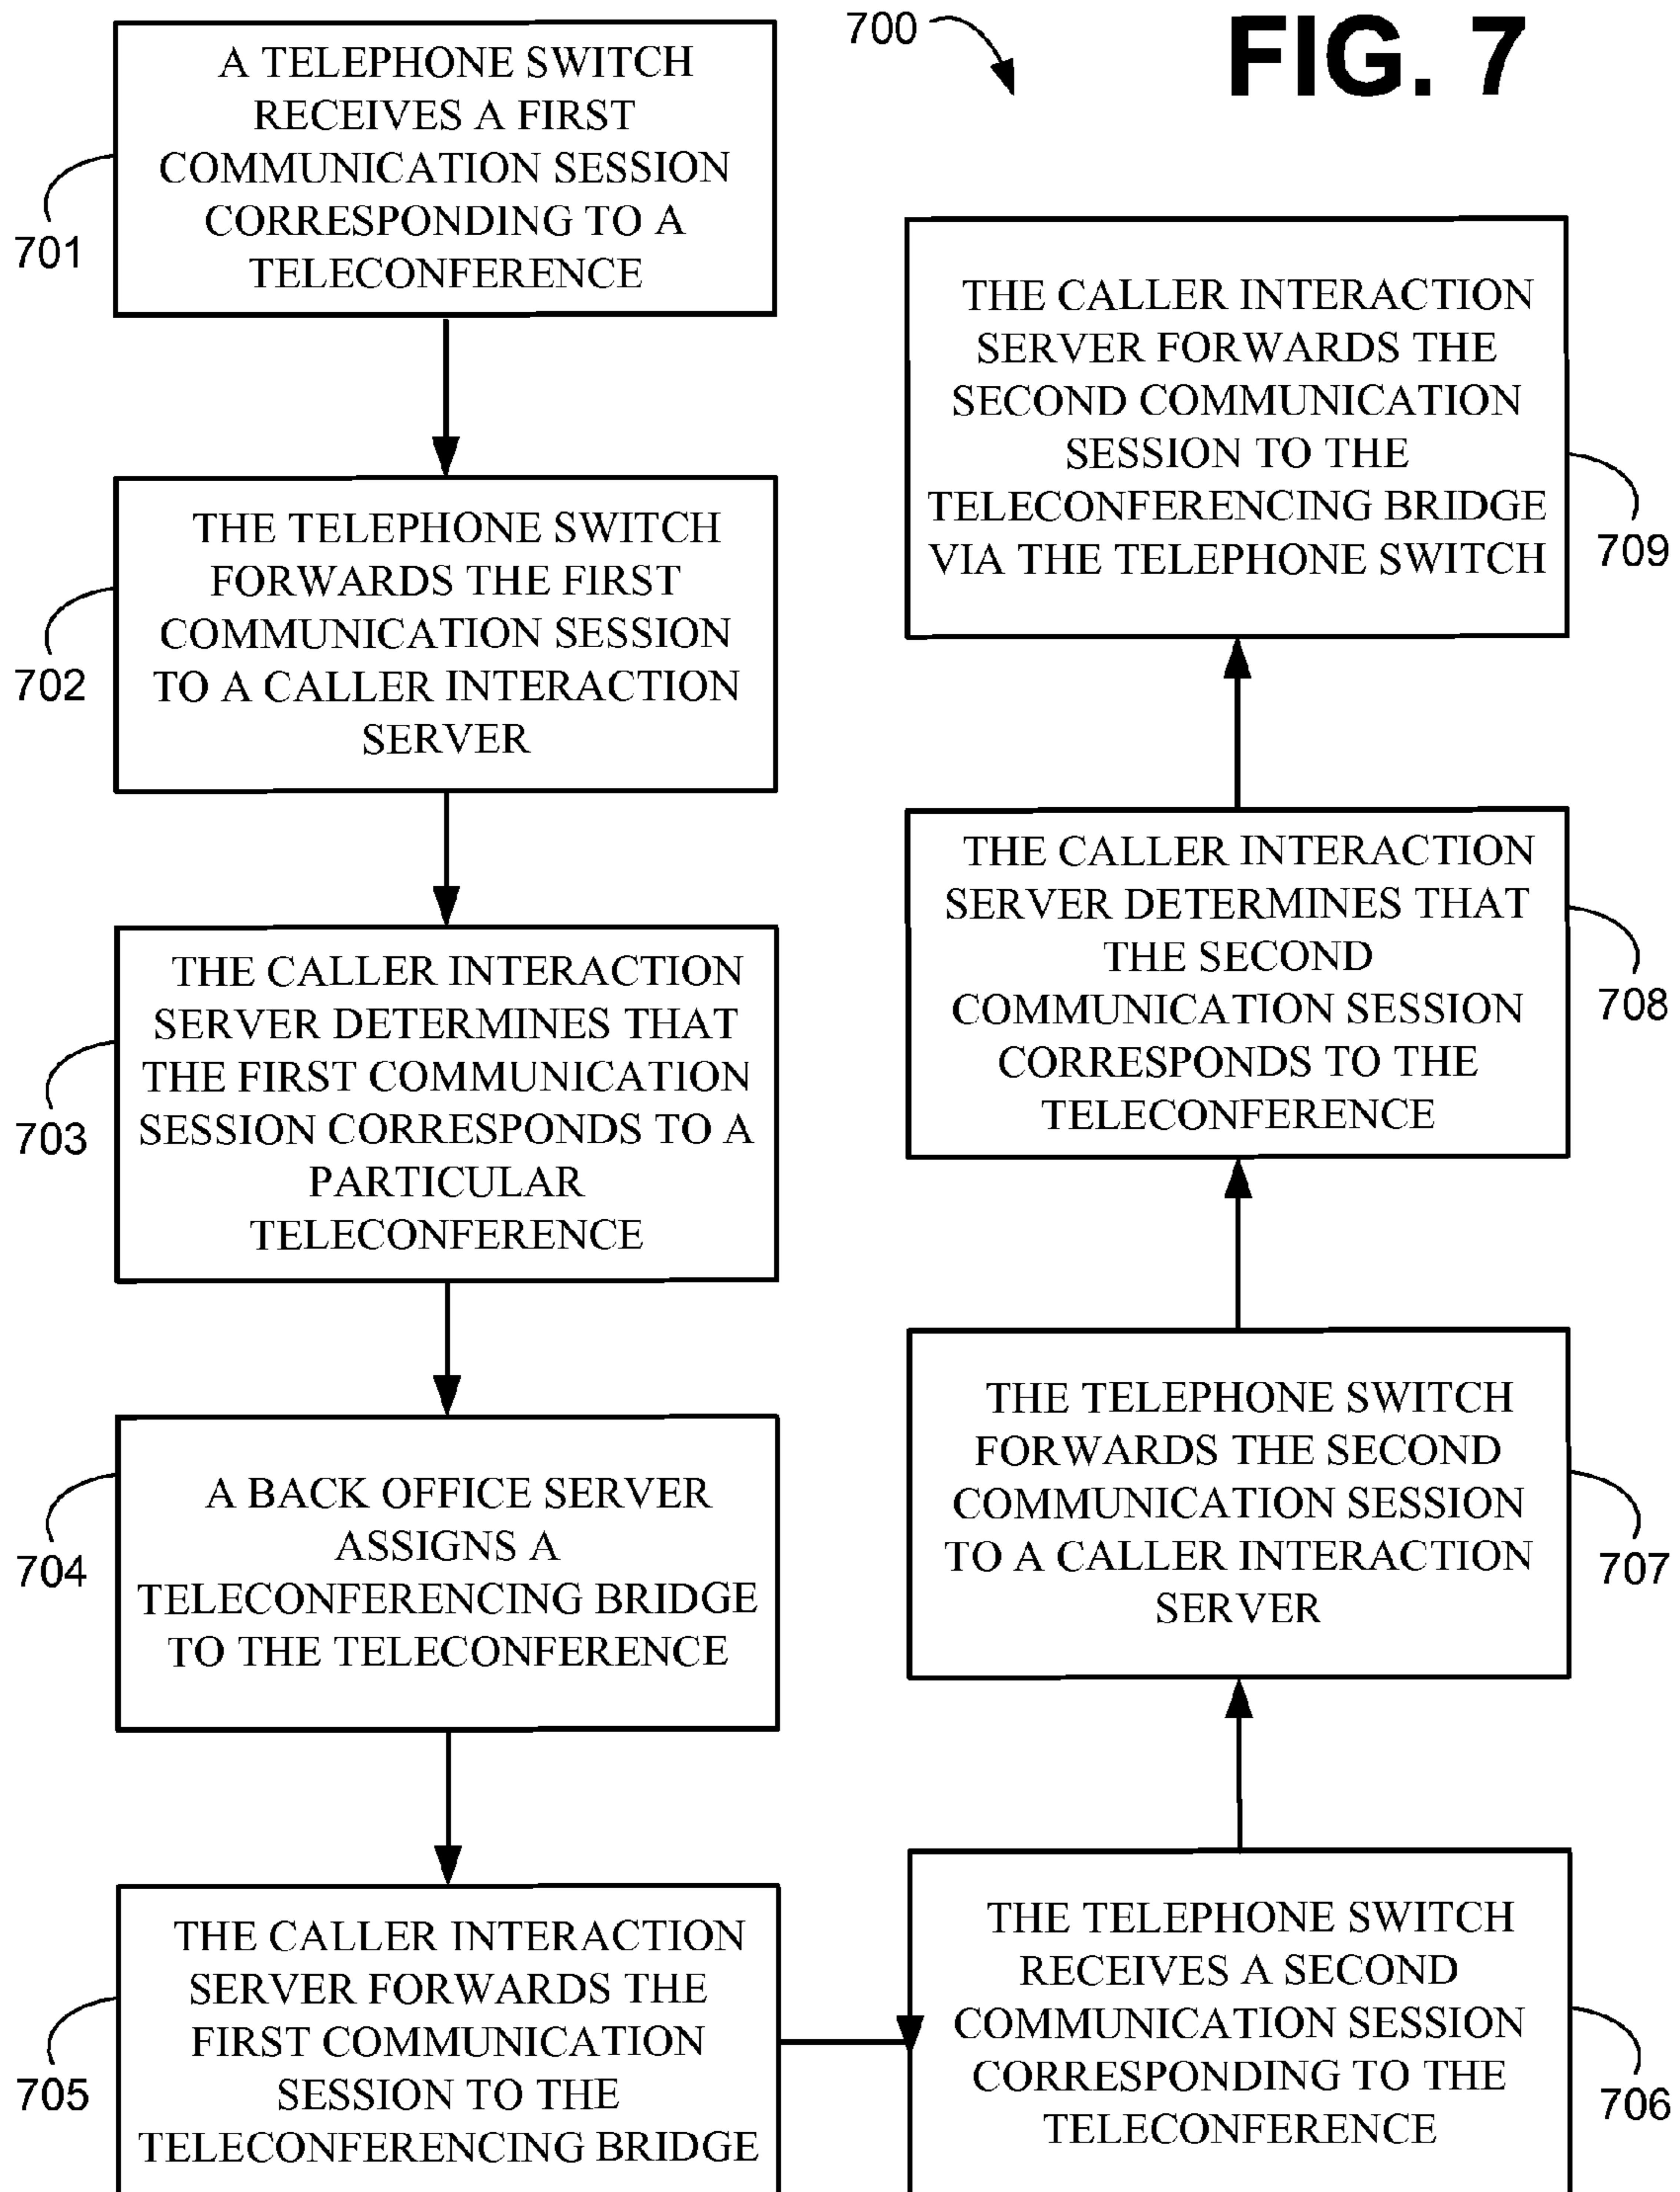 700
FIG. 7
A TELEPHONE SWITCH
RECEIVES A FIRST
COMMUNICATION SESSION
CORRESPONDING TO A
TELECONFERENCE
701
THE TELEPHONE SWITCH
FORWARDS THE FIRST
COMMUNICATION SESSION
TO A CALLER INTERACTION
SERVER
702
THE CALLER INTERACTION
SERVER DETERMINES THAT
THE FIRST COMMUNICATION
SESSION CORRESPONDS TO A
PARTICULAR
TELECONFERENCE
703
A BACK OFFICE SERVER
ASSIGNS A
TELECONFERENCING BRIDGE
TO THE TELECONFERENCE
704
THE CALLER INTERACTION
SERVER FORWARDS THE
FIRST COMMUNICATION
SESSION TO THE
TELECONFERENCING BRIDGE
705
THE TELEPHONE SWITCH
RECEIVES A SECOND
COMMUNICATION SESSION
CORRESPONDING TO THE
TELECONFERENCE
706
THE TELEPHONE SWITCH
FORWARDS THE SECOND
COMMUNICATION SESSION
TO A CALLER INTERACTION
SERVER
707
THE CALLER INTERACTION
SERVER DETERMINES THAT
THE SECOND
COMMUNICATION SESSION
CORRESPONDS TO THE
TELECONFERENCE
708
THE CALLER INTERACTION
SERVER FORWARDS THE
SECOND COMMUNICATION
SESSION TO THE
TELECONFERENCING BRIDGE
VIA THE TELEPHONE SWITCH
709